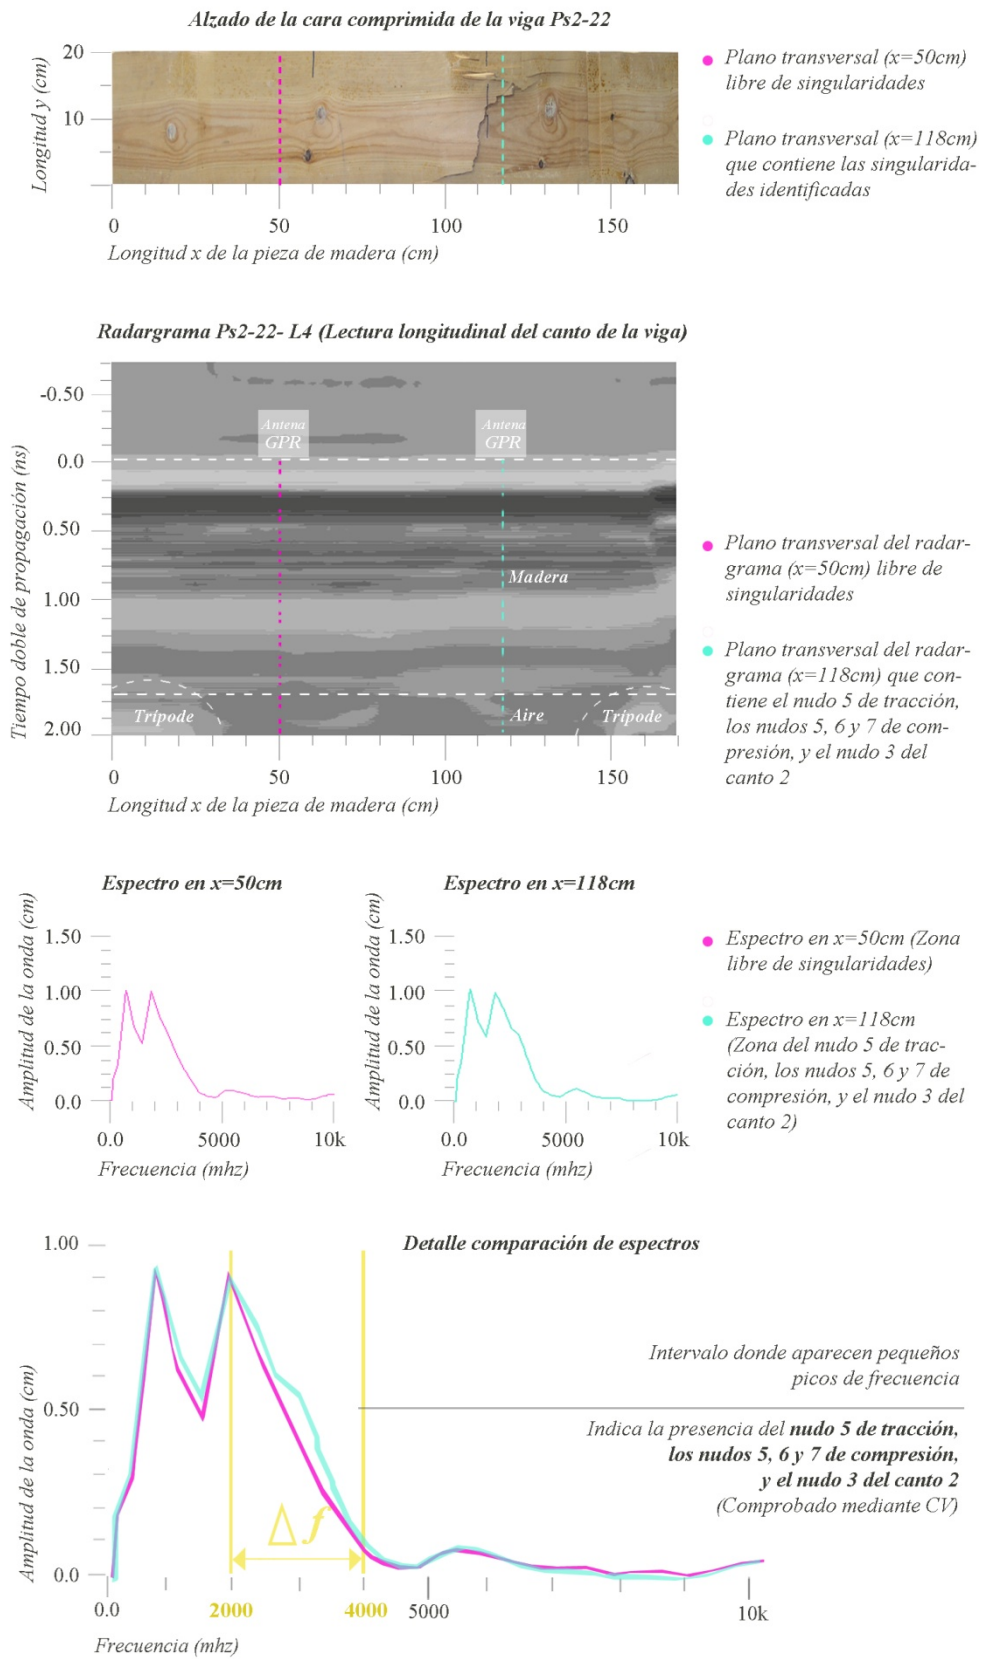 Alzado de la cara comprimida de la viga Ps2-22
Longitud y (cm)
20
10
0
50
100
150
Longitud x de la pieza de madera (cm)
Plano transversal (x=50cm)
libre de singularidades
Plano transversal (x=118cm)
que contiene las singularida-
des identificadas
Radargrama Ps2-22- L4 (Lectura longitudinal del canto de la viga)
Tiempo doble de propagación (ns)
-0.50
0.0
0.50
1.00
1.50
2.00
Antena
GPR
Antena
GPR
Madera
Trípode
Aire
Trípode
0
50
100
150
Longitud x de la pieza de madera (cm)
Plano transversal del radar-
grama (x=50cm) libre de
singularidades
Plano transversal del radar-
grama (x=118cm) que con-
tiene el nudo 5 de tracción,
los nudos 5, 6 y 7 de com-
presión, y el nudo 3 del
canto 2
Espectro en x=50cm
Amplitud de la onda (cm)
1.50
1.00
0.50
0.0
0.0
5000
10k
Frecuencia (mhz)
Espectro en x=118cm
Amplitud de la onda (cm)
1.50
1.00
0.50
0.0
0.0
5000
10k
Frecuencia (mhz)
Espectro en x=50cm (Zona
libre de singularidades)
Espectro en x=118cm
(Zona del nudo 5 de trac-
ción, los nudos 5, 6 y 7 de
compresión, y el nudo 3 del
canto 2)
Detalle comparación de espectros
Amplitud de la onda (cm)
1.00
0.50
0.0
Δ f
0.0
2000
4000
5000
10k
Frecuencia (mhz)
Intervalo donde aparecen pequeños
picos de frecuencia
Indica la presencia del nudo 5 de tracción,
los nudos 5, 6 y 7 de compresión,
y el nudo 3 del canto 2
(Comprobado mediante CV)